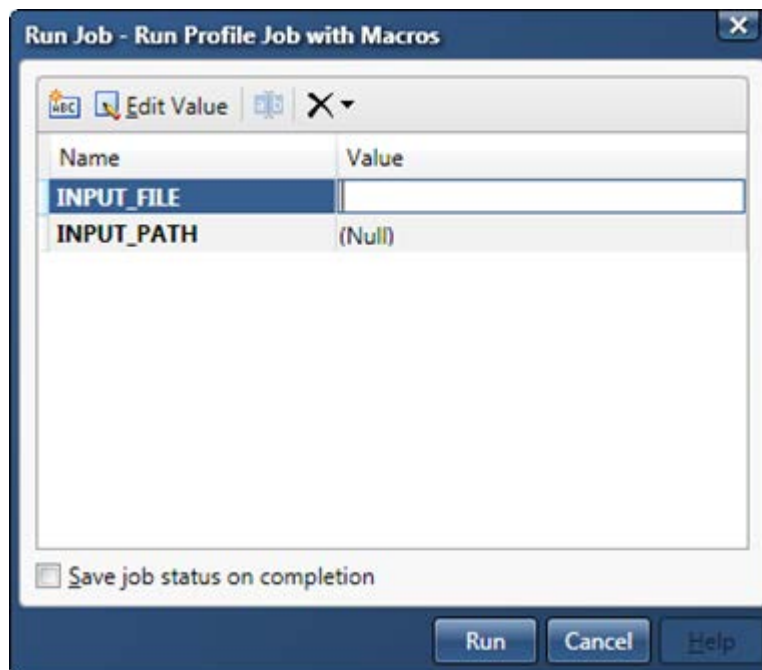 Run Job - Run Profile Job with Macros
ABC Edit Value
Name Value
INPUT_FILE
INPUT_PATH (Null)
Save job status on completion
Run Cancel Help